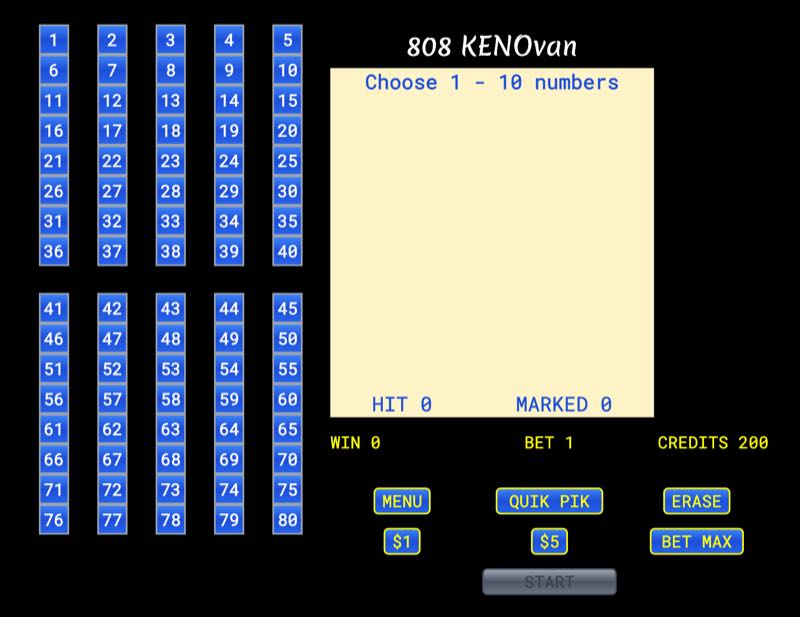 1 2 3 4 5
6 7 8 9 10
11 12 13 14 15
16 17 18 19 20
21 22 23 24 25
26 27 28 29 30
31 32 33 34 35
36 37 38 39 40
41 42 43 44 45
46 47 48 49 50
51 52 53 54 55
56 57 58 59 60
61 62 63 64 65
66 67 68 69 70
71 72 73 74 75
76 77 78 79 80
808 KENOvan
Choose 1 - 10 numbers
HIT 0 MARKED 0
WIN 0 BET 1 CREDITS 200
MENU QUIK PIK ERASE
$1 $5 BET MAX
START